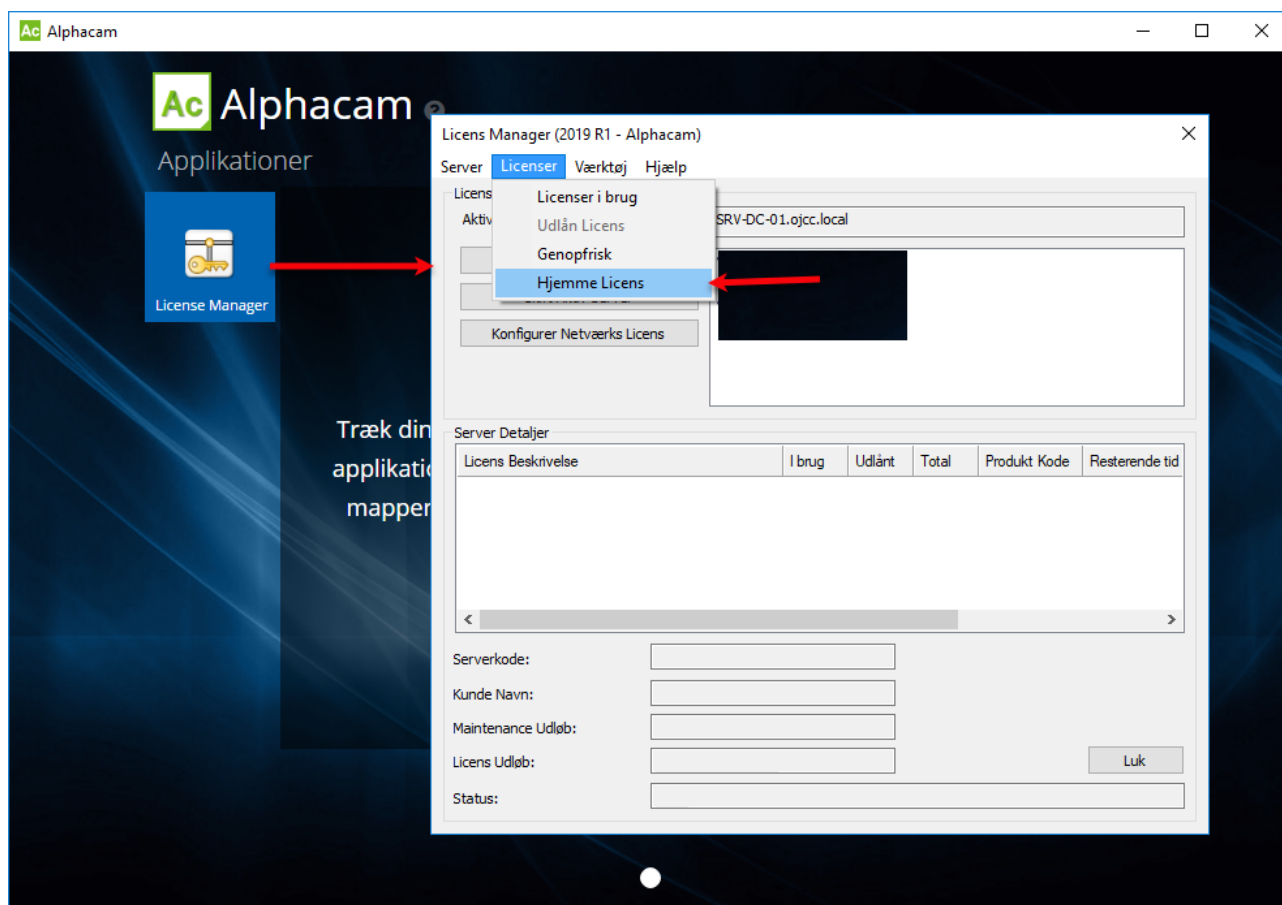 Ac Alphacam
Ac Alphacam ?
Applikationer
License Manager
Træk din
applikatio
mapper
Licens Manager (2019 R1 - Alphacam)
Server Licenser Værktøj Hjælp
Licens
Licenser i brug
Aktiv
SRV-DC-01.ojcc.local
Udlån Licens
Genopfrisk
Hjemme Licens
Konfigurer Netværks Licens
Server Detaljer
Licens Beskrivelse I brug Udlånt Total Produkt Kode Resterende tid
Serverkode:
Kunde Navn:
Maintenance Udløb:
Licens Udløb:
Luk
Status: